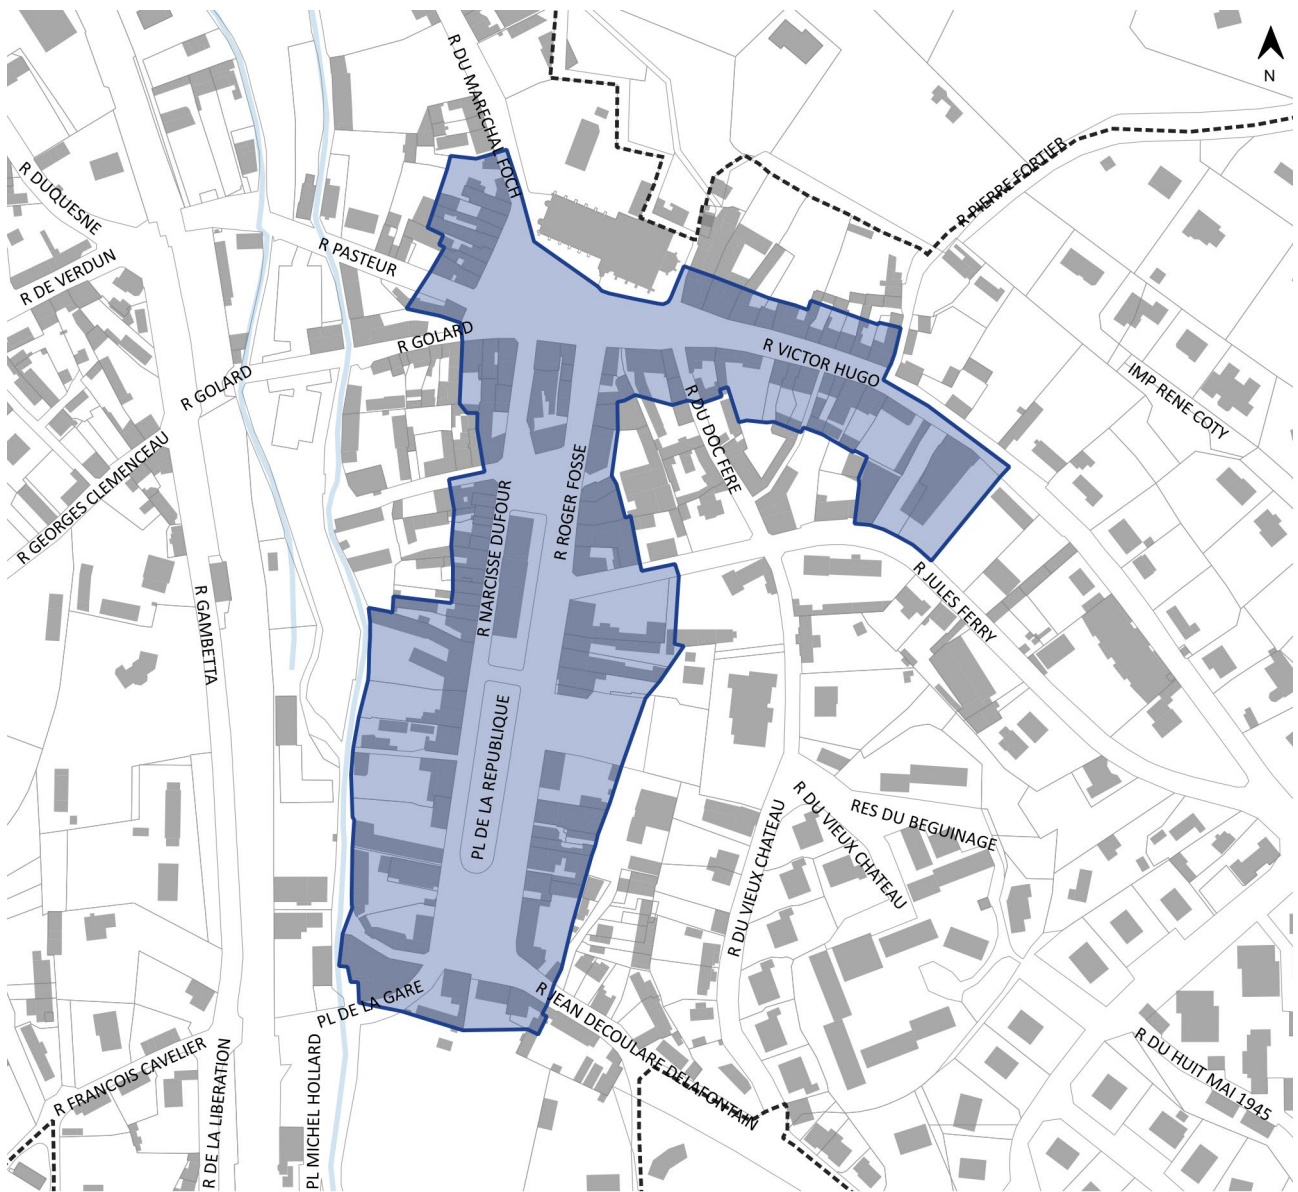 N
R DU MARECHAL FOCH
R PIERRE FORTIER
R DUQUESNE
R PASTEUR
R DE VERDUN
R GOLARD
R VICTOR HUGO
R GOLARD
IMP RENE COTY
R DU DOC FERE
R GEORGES CLEMENCEAU
R ROGER FOSSE
R NARCISSE DUFOUR
R JULES FERRY
R GAMBETTA
PL DE LA REPUBLIQUE
R DU VIEUX CHATEAU
RES DU BEGUINAGE
R DU VIEUX CHATEAU
PL DE LA GARE
R JEAN DECOULARE DELAFONTAIN
R FRANCOIS CAVELIER
R DE LA LIBERATION
PL MICHEL HOLLARD
R DU HUIT MAI 1945